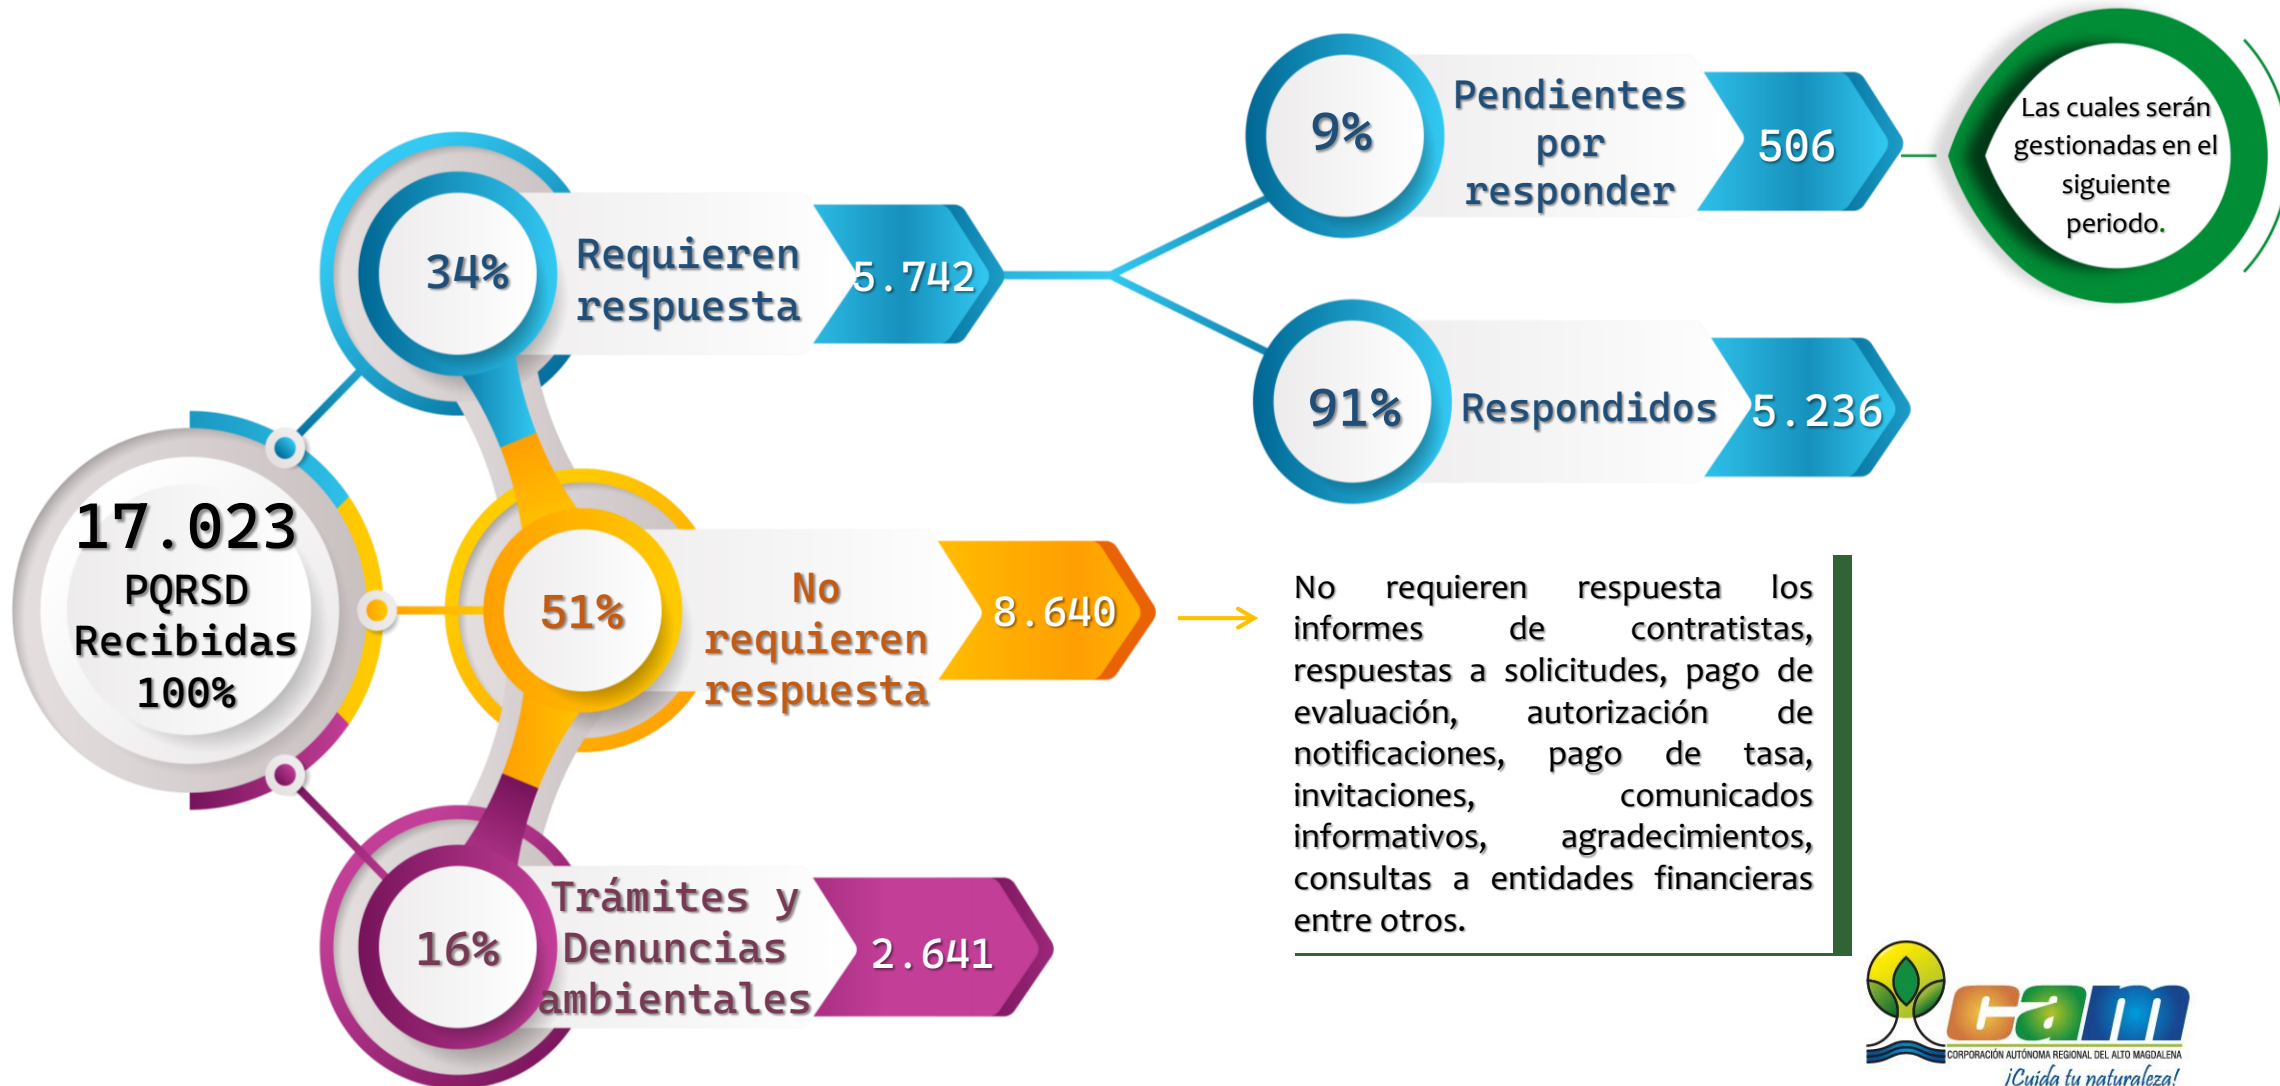 17.023
PQRSD
Recibidas
100%
34%
Requieren
respuesta
5.742
9%
Pendientes
por
responder
506
Las cuales serán
gestionadas en el
siguiente
periodo.
91%
Respondidos
5.236
51%
No
requieren
respuesta
8.640
No requieren respuesta los
informes de contratistas,
respuestas a solicitudes, pago de
evaluación, autorización de
notificaciones, pago de tasa,
invitaciones, comunicados
informativos, agradecimientos,
consultas a entidades financieras
entre otros.
16%
Trámites y
Denuncias
ambientales
2.641
cam
CORPORACIÓN AUTÓNOMA REGIONAL DEL ALTO MAGDALENA
¡Cuida tu naturaleza!